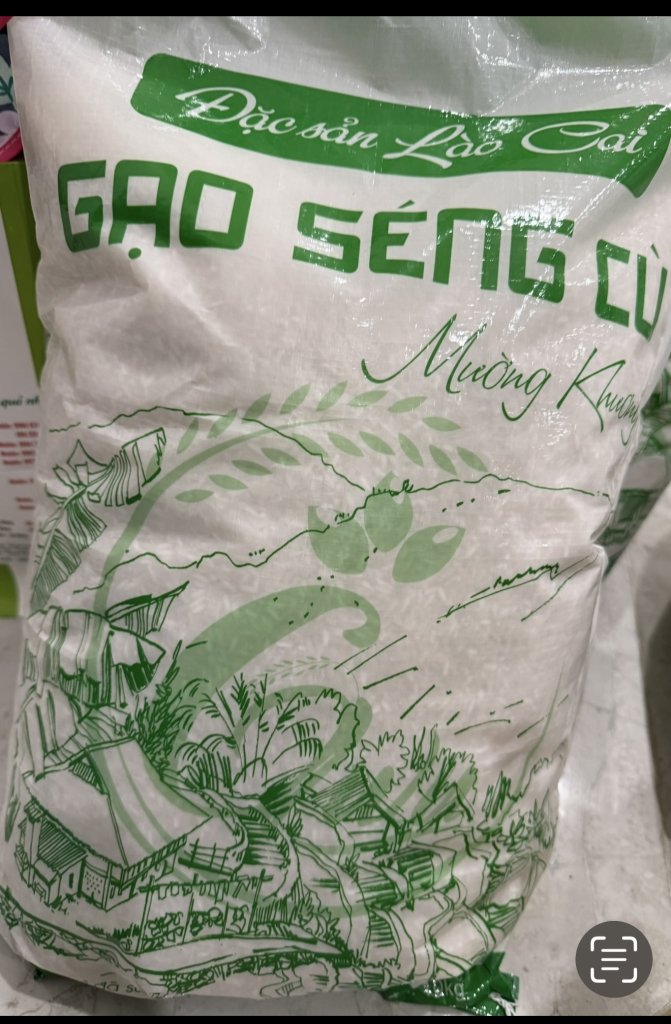 Đặc sản Lào Cai
GẠO SÉNG CÙ
Mường Khương